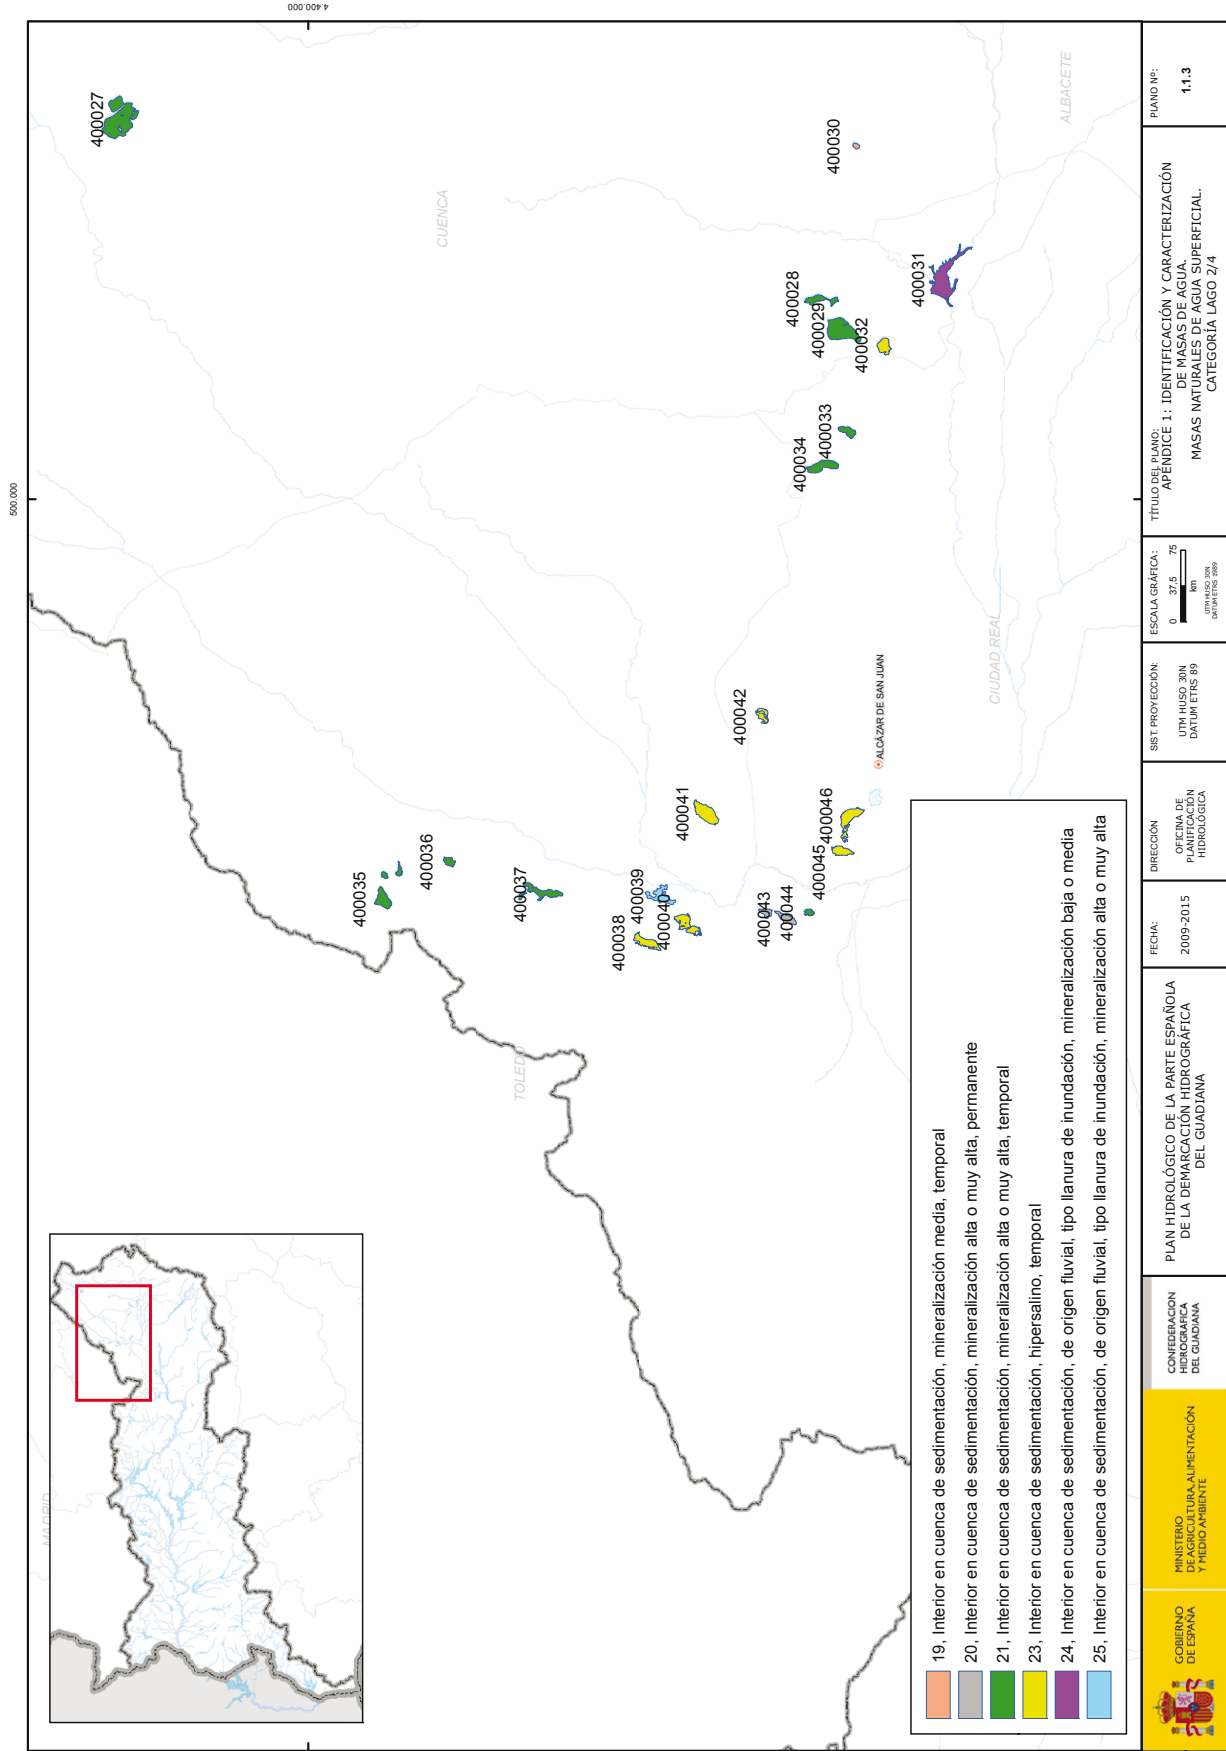 4.400.000
500.000
MADRID
TOLEDO
CUENCA
CIUDAD REAL
ALBACETE
ALCÁZAR DE SAN JUAN
400027
400028
400029
400030
400031
400032
400033
400034
400035
400036
400037
400038
400039
400040
400041
400042
400043
400044
400045
400046
19, Interior en cuenca de sedimentación, mineralización media, temporal
20, Interior en cuenca de sedimentación, mineralización alta o muy alta, permanente
21, Interior en cuenca de sedimentación, mineralización alta o muy alta, temporal
23, Interior en cuenca de sedimentación, hipersalino, temporal
24, Interior en cuenca de sedimentación, de origen fluvial, tipo llanura de inundación, mineralización baja o media
25, Interior en cuenca de sedimentación, de origen fluvial, tipo llanura de inundación, mineralización alta o muy alta
GOBIERNO
DE ESPAÑA
MINISTERIO
DE AGRICULTURA, ALIMENTACIÓN
Y MEDIO AMBIENTE
CONFEDERACION
HIDROGRAFICA
DEL GUADIANA
PLAN HIDROLÓGICO DE LA PARTE ESPAÑOLA
DE LA DEMARCACIÓN HIDROGRÁFICA
DEL GUADIANA
FECHA:
2009-2015
DIRECCIÓN
OFICINA DE
PLANIFICACIÓN
HIDROLÓGICA
SIST. PROYECCIÓN:
UTM HUSO 30N
DATUM ETRS 89
ESCALA GRÁFICA:
0 37,5 75
km
UTM HUSO 30N
DATUM ETRS 1989
TÍTULO DEL PLANO:
APÉNDICE 1: IDENTIFICACIÓN Y CARACTERIZACIÓN
DE MASAS DE AGUA.
MASAS NATURALES DE AGUA SUPERFICIAL.
CATEGORÍA LAGO 2/4
PLANO Nº:
1.1.3